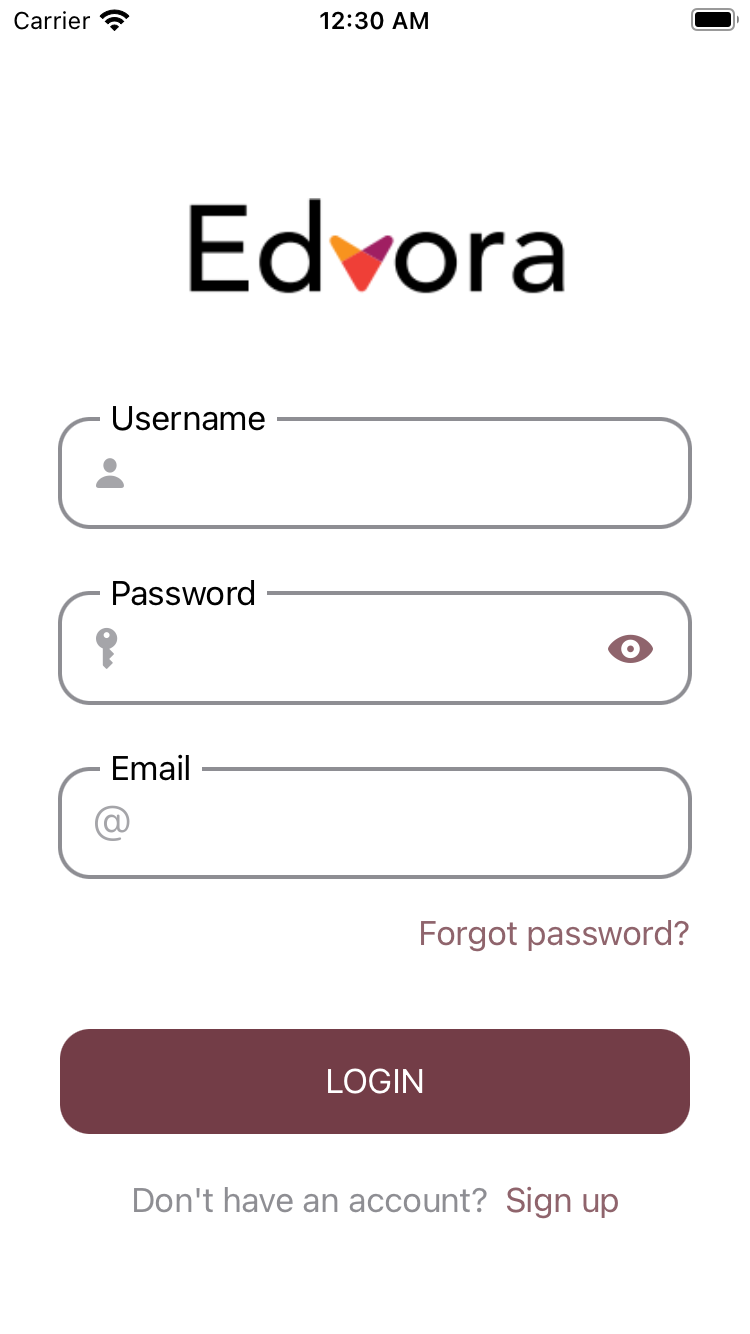 Carrier 12:30 AM
Edvora
Username
Password
Email
@
Forgot password?
LOGIN
Don't have an account? Sign up